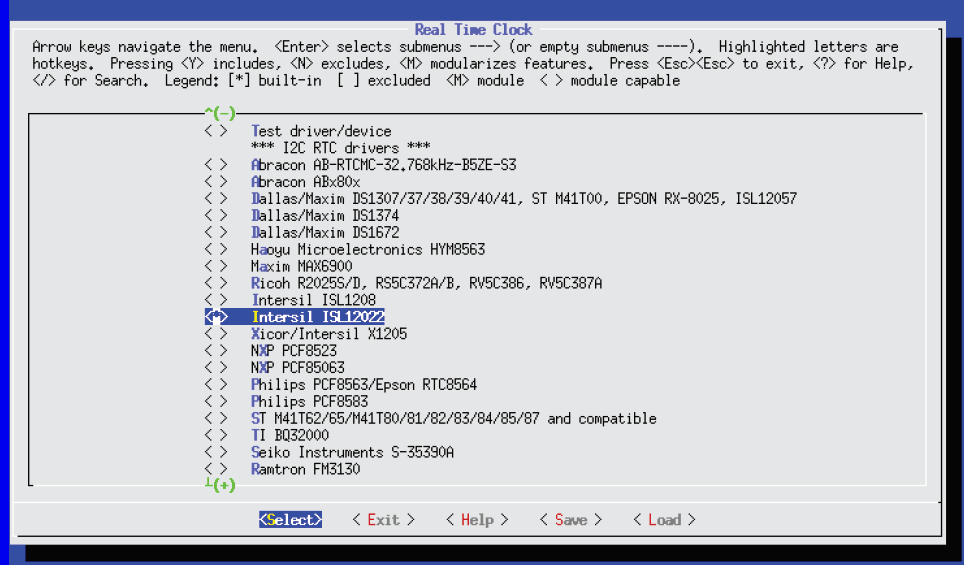 Real Time Clock
Arrow keys navigate the menu.  <Enter> selects submenus ---> (or empty submenus ----).  Highlighted letters are
hotkeys.  Pressing <Y> includes, <N> excludes, <M> modularizes features.  Press <Esc><Esc> to exit, <?> for Help,
</> for Search.  Legend: [*] built-in  [ ] excluded  <M> module  < > module capable
^(-)
< >   Test driver/device
*** I2C RTC drivers ***
< >   Abracon AB-RTCMC-32.768kHz-B5ZE-S3
< >   Abracon ABx80x
< >   Dallas/Maxim DS1307/37/38/39/40/41, ST M41T00, EPSON RX-8025, ISL12057
< >   Dallas/Maxim DS1374
< >   Dallas/Maxim DS1672
< >   Haoyu Microelectronics HYM8563
< >   Maxim MAX6900
< >   Ricoh R2025S/D, RS5C372A/B, RV5C386, RV5C387A
< >   Intersil ISL1208
<*>   Intersil ISL12022
< >   Xicor/Intersil X1205
< >   NXP PCF8523
< >   NXP PCF85063
< >   Philips PCF8563/Epson RTC8564
< >   Philips PCF8583
< >   ST M41T62/65/M41T80/81/82/83/84/85/87 and compatible
< >   TI BQ32000
< >   Seiko Instruments S-35390A
< >   Ramtron FM3130
┴(+)
<Select>    < Exit >    < Help >    < Save >    < Load >